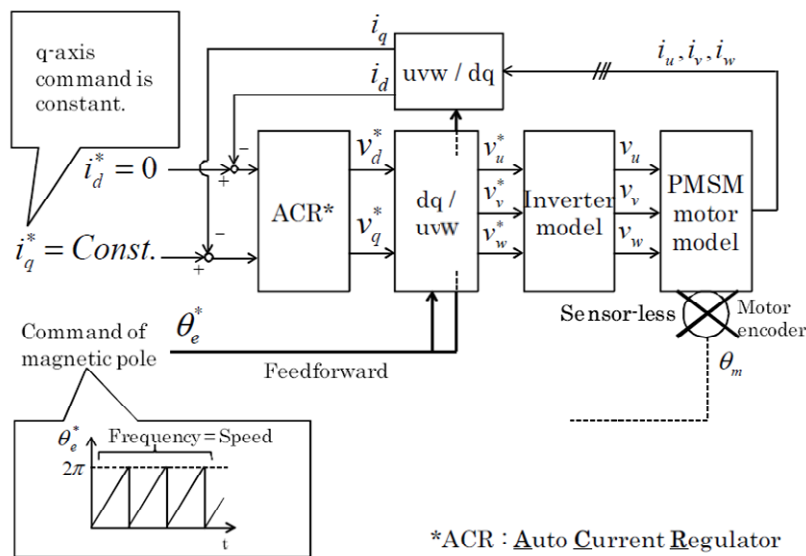 q-axis
command is
constant.
i_q
i_d
uvw / dq
i_u, i_v, i_w
i_d^* = 0
i_q^* = Const.
−
+
−
+
ACR*
v_d^*
v_q^*
dq /
uvw
v_u^*
v_v^*
v_w^*
Inverter
model
v_u
v_v
v_w
PMSM
motor
model
Sensor-less
Motor
encoder
θ_m
Command of
magnetic pole
θ_e^*
Feedforward
θ_e^*
Frequency = Speed
2π
t
*ACR : Auto Current Regulator